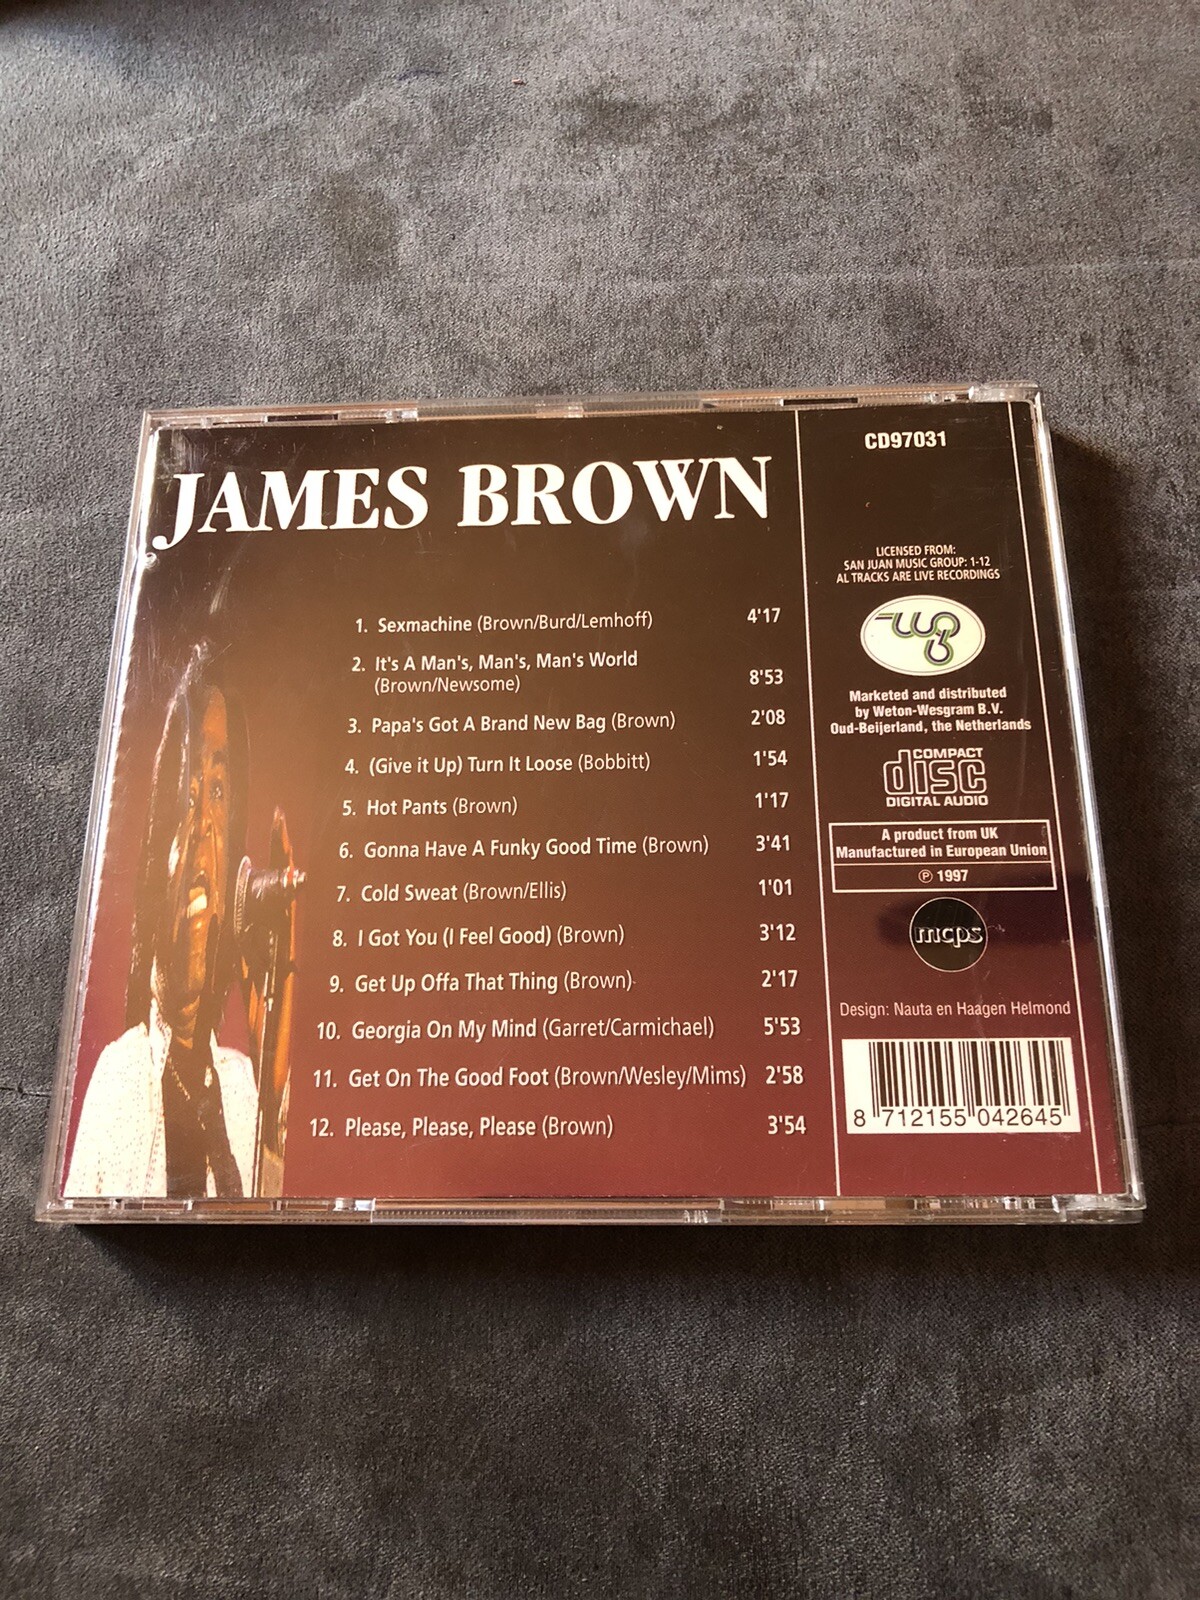 JAMES BROWN
1. Sexmachine (Brown/Burd/Lemhoff) 4'17
2. It's A Man's, Man's, Man's World
(Brown/Newsome) 8'53
3. Papa's Got A Brand New Bag (Brown) 2'08
4. (Give it Up) Turn It Loose (Bobbitt) 1'54
5. Hot Pants (Brown) 1'17
6. Gonna Have A Funky Good Time (Brown) 3'41
7. Cold Sweat (Brown/Ellis) 1'01
8. I Got You (I Feel Good) (Brown) 3'12
9. Get Up Offa That Thing (Brown) 2'17
10. Georgia On My Mind (Garret/Carmichael) 5'53
11. Get On The Good Foot (Brown/Wesley/Mims) 2'58
12. Please, Please, Please (Brown) 3'54
CD97031
LICENSED FROM:
SAN JUAN MUSIC GROUP: 1-12
AL TRACKS ARE LIVE RECORDINGS
Marketed and distributed
by Weton-Wesgram B.V.
Oud-Beijerland, the Netherlands
COMPACT
disc
DIGITAL AUDIO
A product from UK
Manufactured in European Union
℗ 1997
mcps
Design: Nauta en Haagen Helmond
8 712155 042645